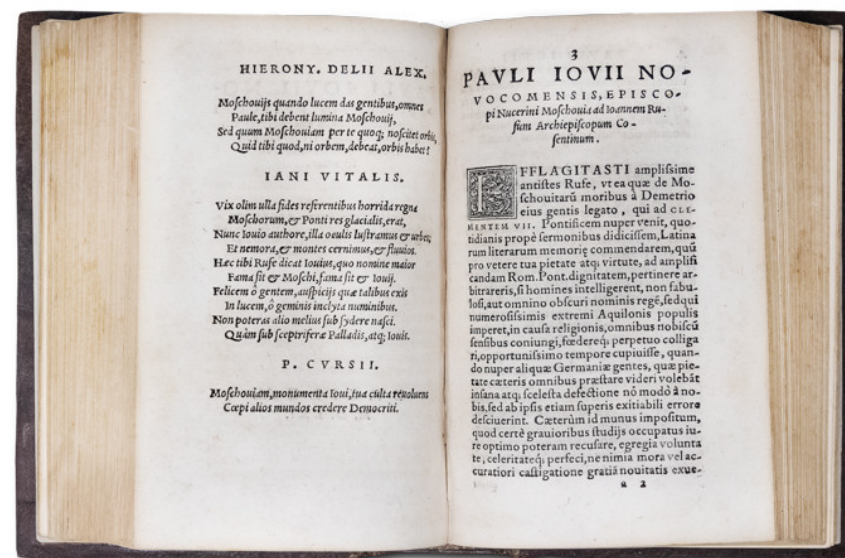 HIERONY. DELII ALEX.
Moſchouijs quando lucem das gentibus, omnes
Paule, tibi debent lumina Moſchouij,
Sed quum Moſchouiam per te quoq; noſcitet orbis,
Quid tibi quod, ni orbem, debeat, orbis habet?
IANI VITALIS.
Vix olim ulla fides referentibus horrida regna
Moſchorum, & Ponti res glacialis, erat,
Nunc Iouio authore, illa oculis luſtramus & urbes,
Et nemora, & montes cernimus, & fluuios.
Hæc tibi Rufe dicat Iouius, quo nomine maior
Fama ſit & Moſchi, fama ſit & Iouij.
Felicem ô gentem, auſpicijs quæ talibus exis
In lucem, ô geminis inclyta numinibus.
Non poteras alio melius ſub ſydere naſci.
Quàm ſub ſceptriferæ Palladis, atq; Iouis.
P. CVRSII.
Moſchouiam, monumenta Ioui, tua culta reuoluens
Cœpi alios mundos credere Democriti.
3
PAVLI IOVII NO-
VOCOMENSIS, EPISCO-
pi Nucerini Moſchouia ad Ioannem Ru-
fum Archiepiſcopum Co-
ſentinum.
EFFLAGITASTI ampliſsime
antiſtes Rufe, vt ea quæ de Mo-
ſchouitarū moribus à Demetrio
eius gentis legato, qui ad CLE-
MENTEM VII. Pontificem nuper venit, quo-
tidianis propè ſermonibus didiciſſem, Latina
rum literarum memorię commendarem, quū
pro vetere tua pietate atq; virtute, ad amplifi
candam Rom. Pont. dignitatem, pertinere ar-
bitrareris, ſi homines intelligerent, non fabu-
loſi, aut omnino obſcuri nominis regē, ſed qui
numeroſiſsimis extremi Aquilonis populis
imperet, in cauſa religionis, omnibus nobiſcū
ſenſibus coniungi, fœdereq; perpetuo colliga
ri, opportuniſsimo tempore cupiuiſſe, quan-
do nuper aliquæ Germaniæ gentes, quæ pie-
tate cæteris omnibus præſtare videri volebāt
inſana atq; ſceleſta defectione nō modò à no-
bis, ſed ab ipſis etiam ſuperis exitiabili errore
deſciuerint. Cæterùm id munus impoſitum,
quod certè grauioribus ſtudijs occupatus iu-
re optimo poteram recuſare, egregia volunta
te, celeritateq; perfeci, ne nimia mora vel ac-
curatiori caſtigatione gratiā nouitatis exue-
a 2